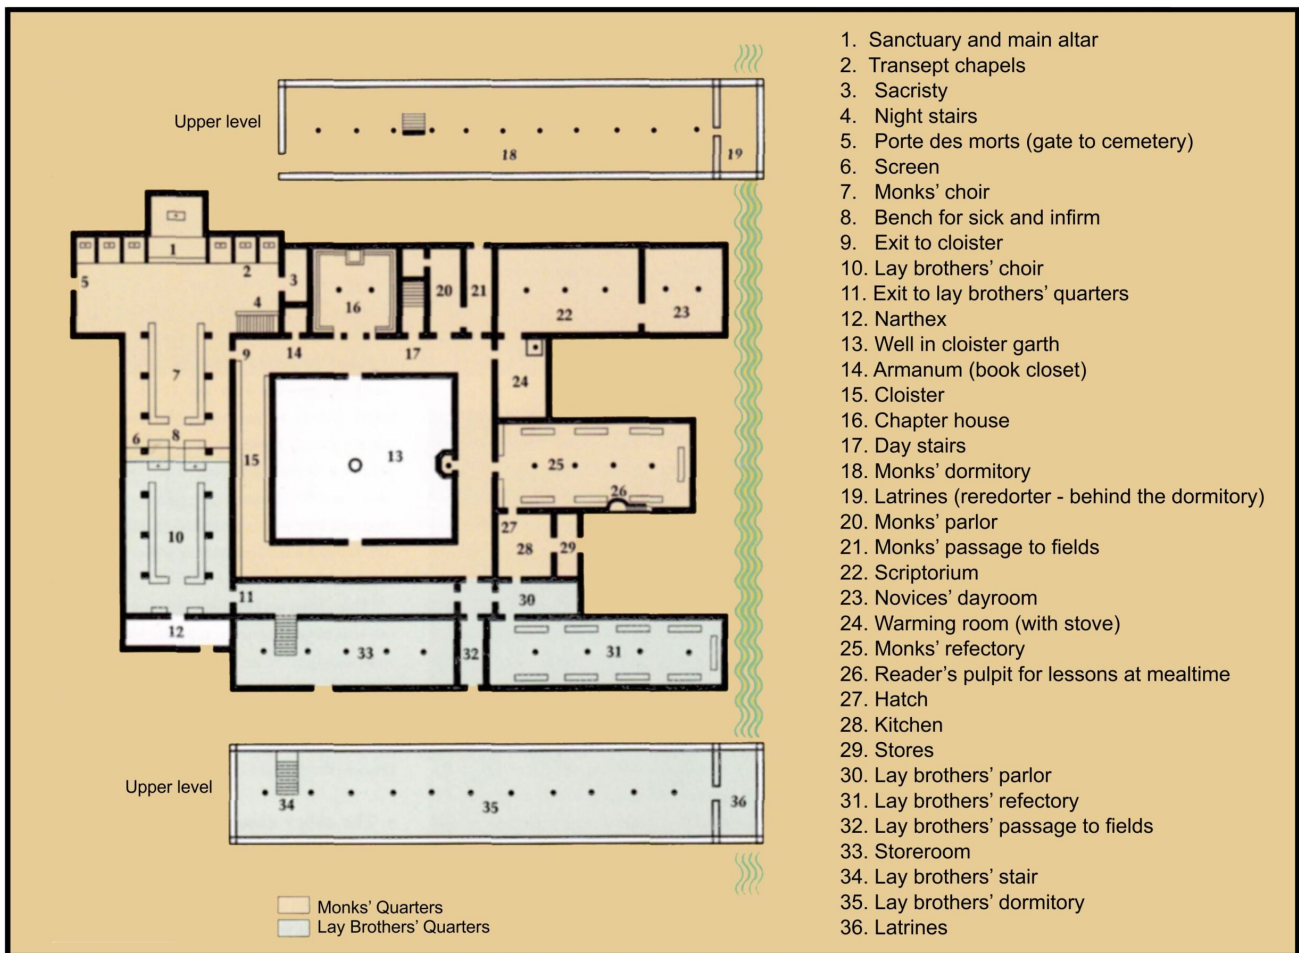 Upper level
18
19
1
2
3
4
5
16
20
21
22
23
9
14
17
7
24
6
8
15
13
25
26
10
27
28
29
11
30
12
33
32
31
Upper level
34
35
36
Monks’ Quarters
Lay Brothers’ Quarters
1. Sanctuary and main altar
2. Transept chapels
3. Sacristy
4. Night stairs
5. Porte des morts (gate to cemetery)
6. Screen
7. Monks’ choir
8. Bench for sick and infirm
9. Exit to cloister
10. Lay brothers’ choir
11. Exit to lay brothers’ quarters
12. Narthex
13. Well in cloister garth
14. Armanum (book closet)
15. Cloister
16. Chapter house
17. Day stairs
18. Monks’ dormitory
19. Latrines (reredorter - behind the dormitory)
20. Monks’ parlor
21. Monks’ passage to fields
22. Scriptorium
23. Novices’ dayroom
24. Warming room (with stove)
25. Monks’ refectory
26. Reader’s pulpit for lessons at mealtime
27. Hatch
28. Kitchen
29. Stores
30. Lay brothers’ parlor
31. Lay brothers’ refectory
32. Lay brothers’ passage to fields
33. Storeroom
34. Lay brothers’ stair
35. Lay brothers’ dormitory
36. Latrines